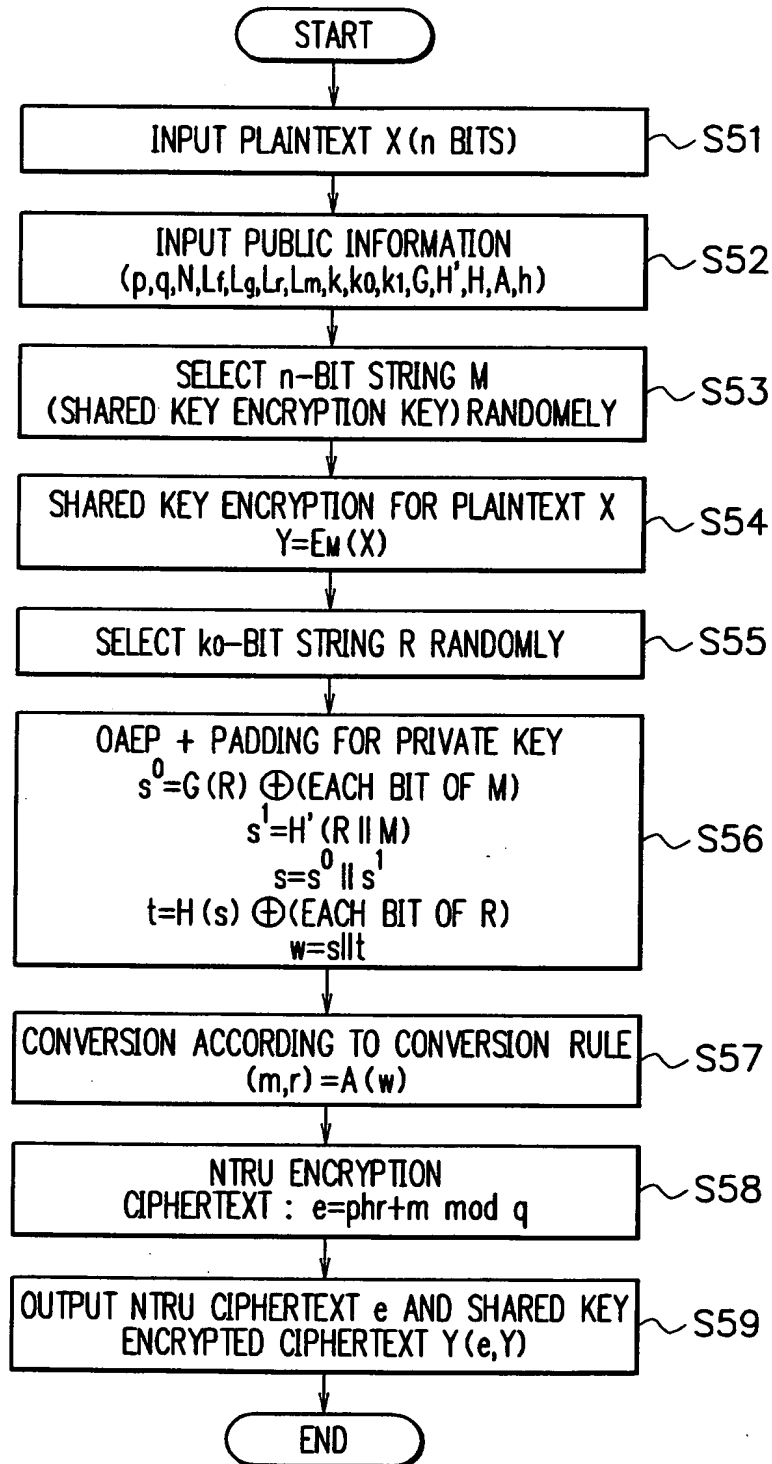 START
INPUT PLAINTEXT X(n BITS)
S51
INPUT PUBLIC INFORMATION
(p,q,N,Lf,Lg,Lr,Lm,k,k0,k1,G,H',H,A,h)
S52
SELECT n-BIT STRING M
(SHARED KEY ENCRYPTION KEY)RANDOMELY
S53
SHARED KEY ENCRYPTION FOR PLAINTEXT X
Y=EM(X)
S54
SELECT k0-BIT STRING R RANDOMLY
S55
OAEP + PADDING FOR PRIVATE KEY
s⁰=G(R)⊕(EACH BIT OF M)
s¹=H'(R||M)
s=s⁰||s¹
t=H(s)⊕(EACH BIT OF R)
w=s||t
S56
CONVERSION ACCORDING TO CONVERSION RULE
(m,r)=A(w)
S57
NTRU ENCRYPTION
CIPHERTEXT : e=phr+m mod q
S58
OUTPUT NTRU CIPHERTEXT e AND SHARED KEY
ENCRYPTED CIPHERTEXT Y(e,Y)
S59
END